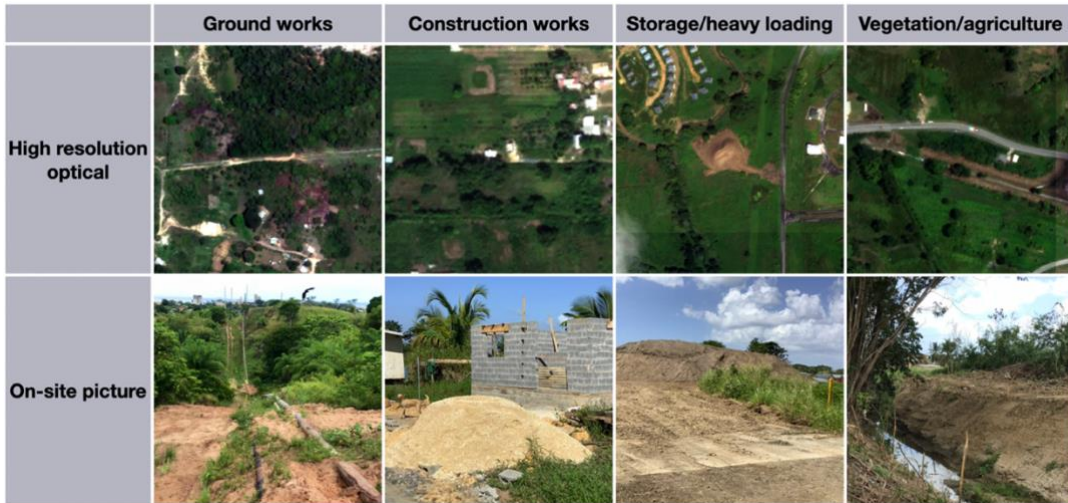 Ground works
Construction works
Storage/heavy loading
Vegetation/agriculture
High resolution
optical
On-site picture